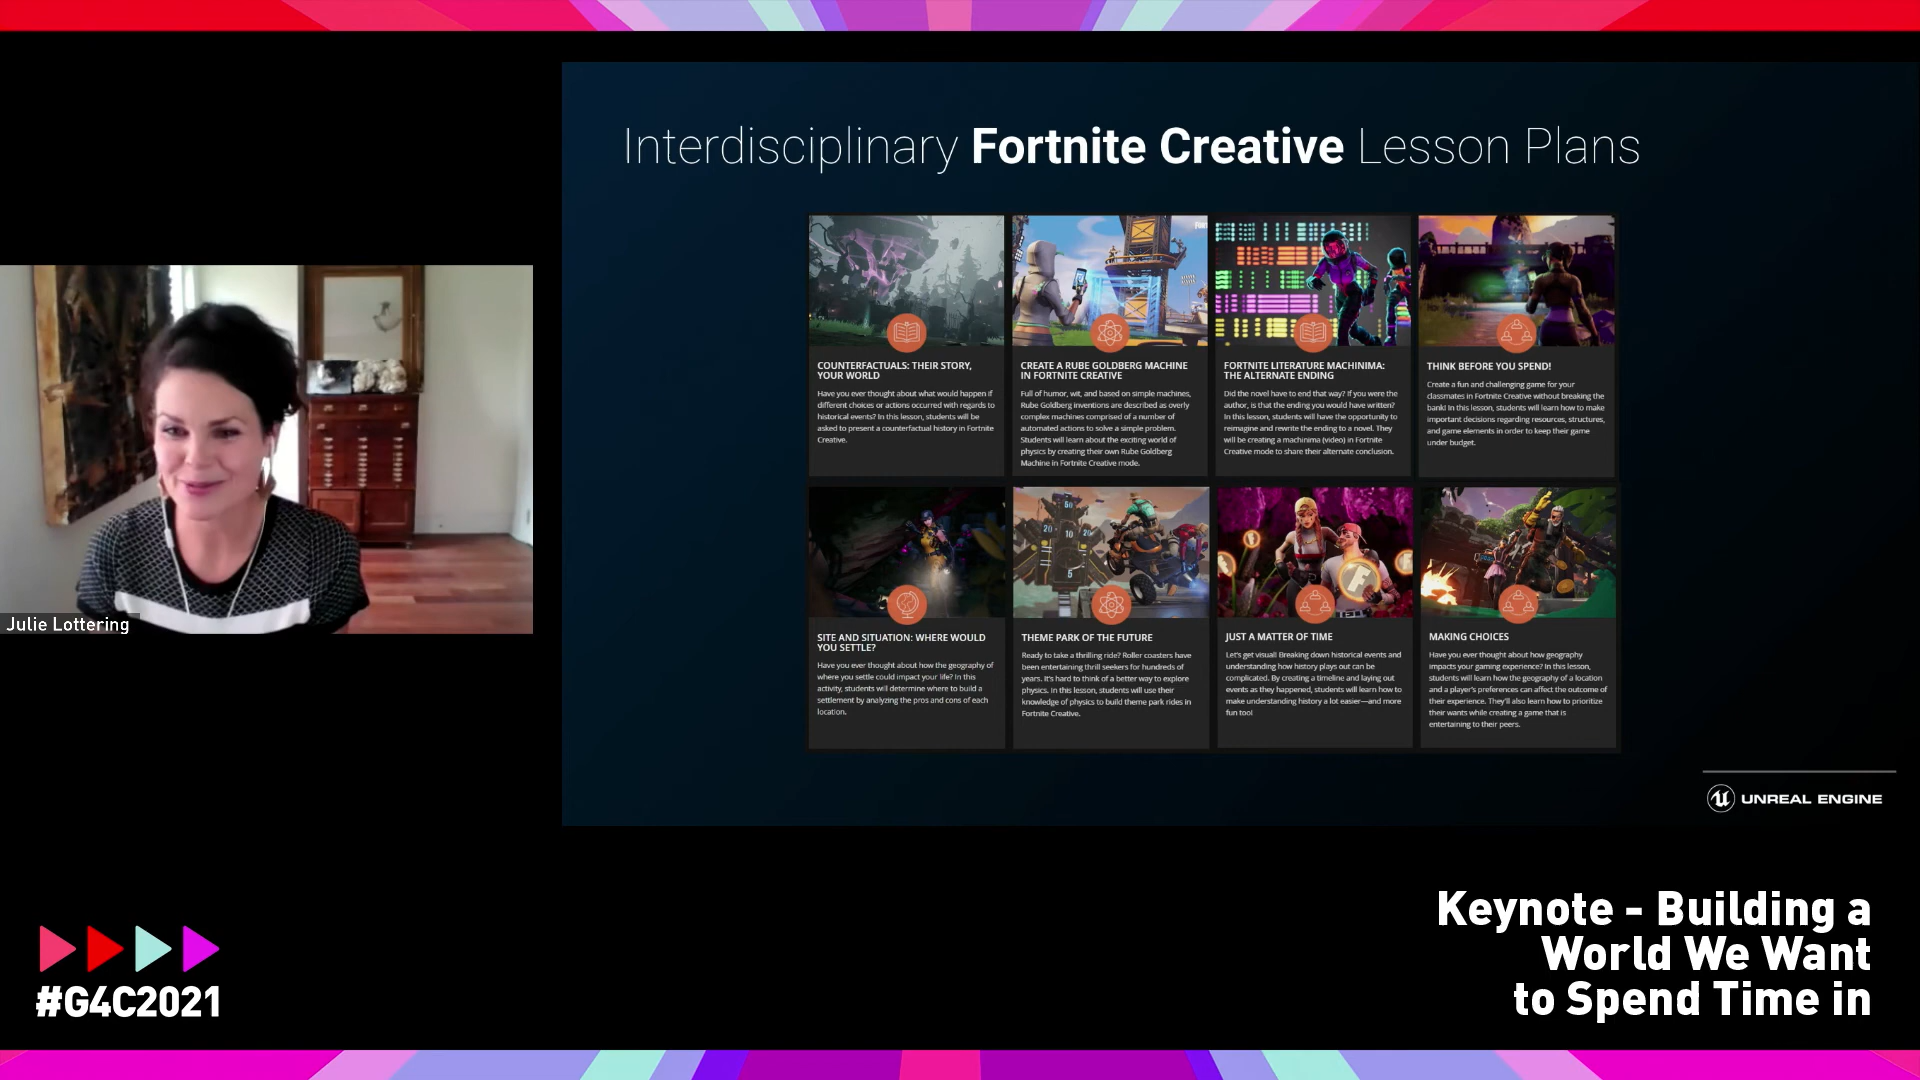 Interdisciplinary Fortnite Creative Lesson Plans
COUNTERFACTUALS: THEIR STORY,
YOUR WORLD
Have you ever thought about what would happen if
different choices or actions occurred with regards to
historical events? In this lesson, students will be
asked to present a counterfactual history in Fortnite
Creative.
CREATE A RUBE GOLDBERG MACHINE
IN FORTNITE CREATIVE
Full of humor, wit, and based on simple machines,
Rube Goldberg inventions are described as overly
complex machines comprised of a number of
automated actions to solve a simple problem.
Students will learn about the exciting world of
physics by creating their own Rube Goldberg
Machine in Fortnite Creative mode.
FORTNITE LITERATURE MACHINIMA:
THE ALTERNATE ENDING
Did the novel have to end that way? If you were the
author, is that the ending you would have written?
In this lesson, students will have the opportunity to
reimagine and rewrite the ending to a novel. They
will be creating a machinima (video) in Fortnite
Creative mode to share their alternate conclusion.
THINK BEFORE YOU SPEND!
Create a fun and challenging game for your
classmates in Fortnite Creative without breaking the
bank! In this lesson, students will learn how to make
important decisions regarding resources, structures,
and game elements in order to keep their game
under budget.
SITE AND SITUATION: WHERE WOULD
YOU SETTLE?
Have you ever thought about how the geography of
where you settle could impact your life? In this
activity, students will determine where to build a
settlement by analyzing the pros and cons of each
location.
20
50
10
5
THEME PARK OF THE FUTURE
Ready to take a thrilling ride? Roller coasters have
been entertaining thrill seekers for hundreds of
years. It's hard to think of a better way to explore
physics. In this lesson, students will use their
knowledge of physics to build theme park rides in
Fortnite Creative.
JUST A MATTER OF TIME
Let's get visual! Breaking down historical events and
understanding how history plays out can be
complicated. By creating a timeline and laying out
events as they happened, students will learn how to
make understanding history a lot easier—and more
fun too!
MAKING CHOICES
Have you ever thought about how geography
impacts your gaming experience? In this lesson,
students will learn how the geography of a location
and a player's preferences can affect the outcome of
their experience. They'll also learn how to prioritize
their wants while creating a game that is
entertaining to their peers.
Julie Lottering
UNREAL ENGINE
Keynote - Building a
World We Want
to Spend Time in
#G4C2021